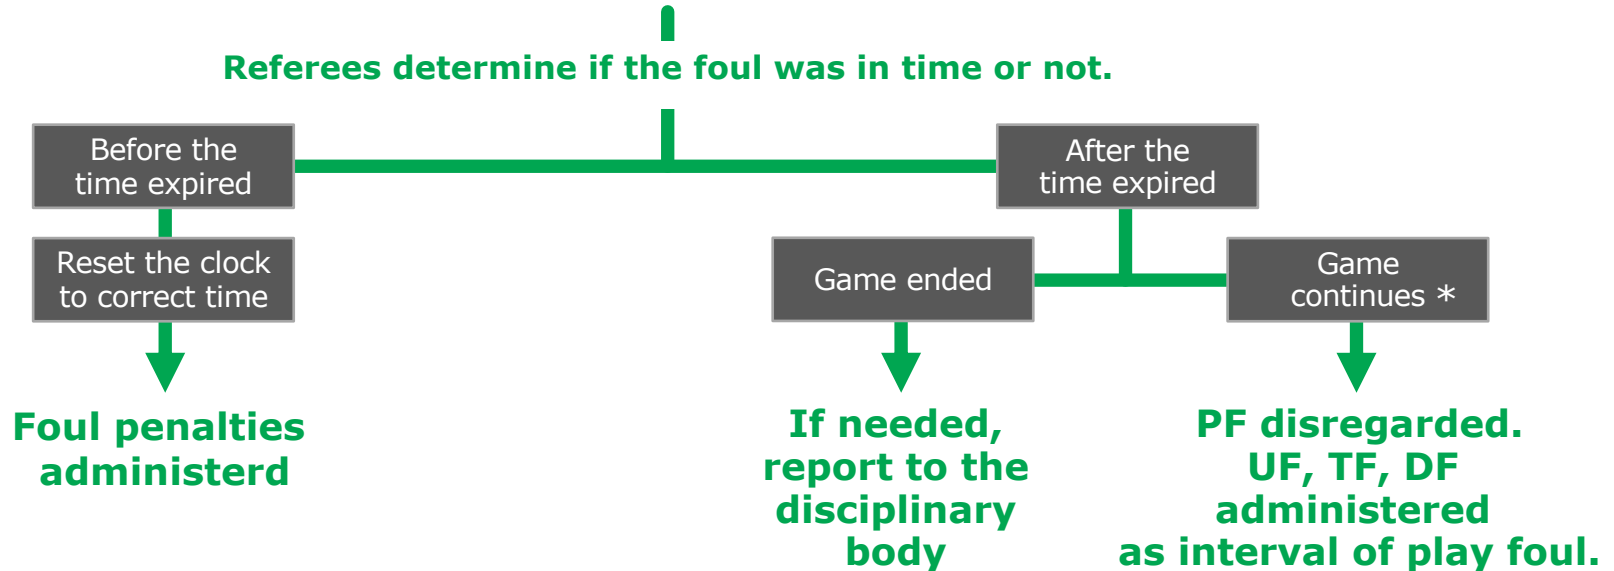 Referees determine if the foul was in time or not.
Before the
time expired
After the
time expired
Reset the clock
to correct time
Game ended
Game
continues *
Foul penalties
administerd
If needed,
report to the
disciplinary
body
PF disregarded.
UF, TF, DF
administered
as interval of play foul.